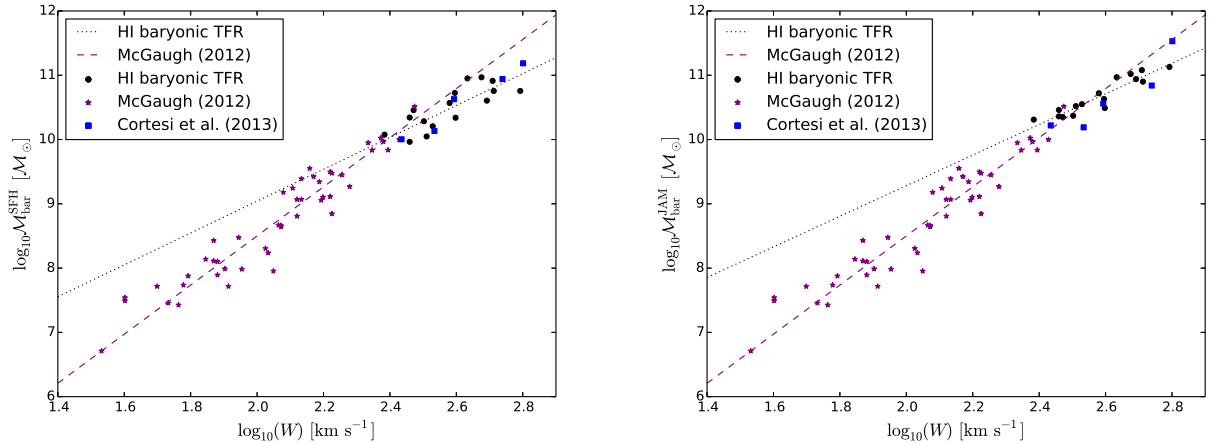 12
11
10
9
8
7
6
log₁₀ℳ_bar^SFH [ℳ_⊙]
HI baryonic TFR
McGaugh (2012)
HI baryonic TFR
McGaugh (2012)
Cortesi et al. (2013)
1.4 1.6 1.8 2.0 2.2 2.4 2.6 2.8
log₁₀(W) [km s⁻¹]
12
11
10
9
8
7
6
log₁₀ℳ_bar^JAM [ℳ_⊙]
HI baryonic TFR
McGaugh (2012)
HI baryonic TFR
McGaugh (2012)
Cortesi et al. (2013)
1.4 1.6 1.8 2.0 2.2 2.4 2.6 2.8
log₁₀(W) [km s⁻¹]